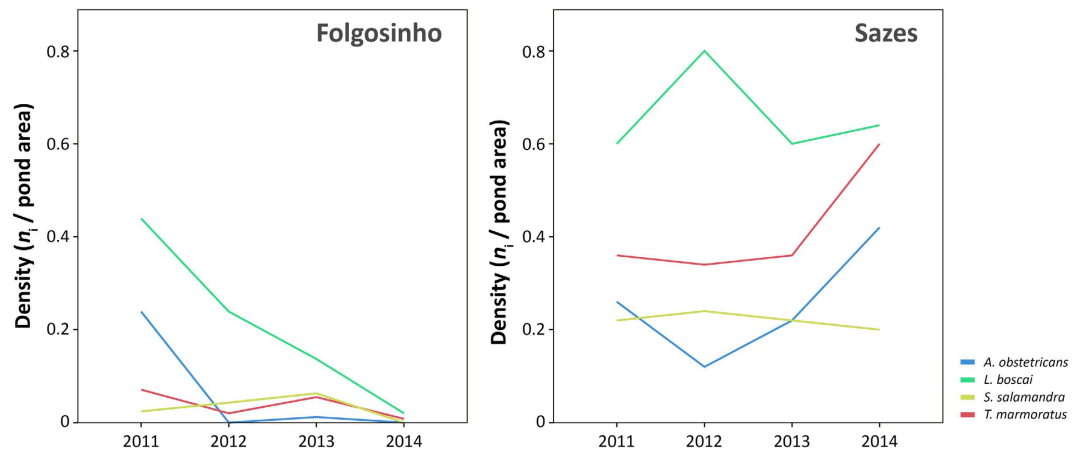 Folgosinho
Density (ni / pond area)
0.8
0.6
0.4
0.2
0
2011 2012 2013 2014
Sazes
Density (ni / pond area)
0.8
0.6
0.4
0.2
0
2011 2012 2013 2014
A. obstetricans
L. boscai
S. salamandra
T. marmoratus